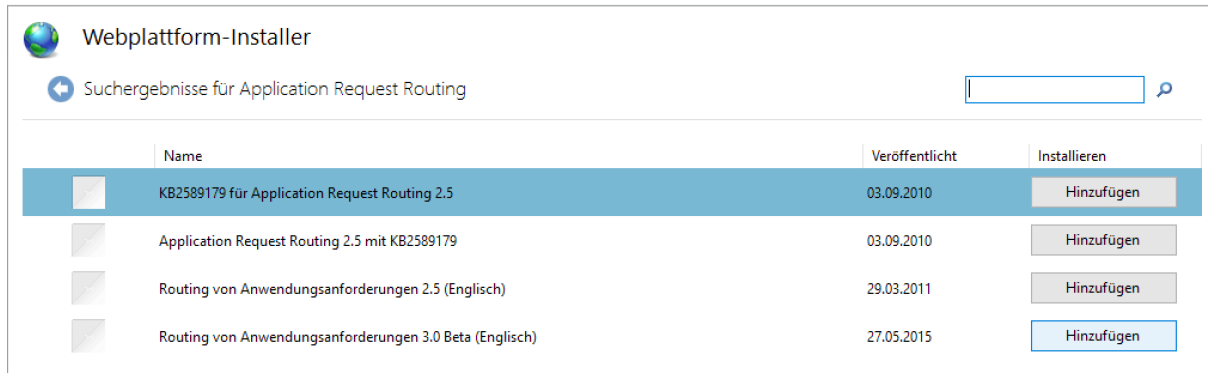 Webplattform-Installer
Suchergebnisse für Application Request Routing
Name Veröffentlicht Installieren
KB2589179 für Application Request Routing 2.5 03.09.2010 Hinzufügen
Application Request Routing 2.5 mit KB2589179 03.09.2010 Hinzufügen
Routing von Anwendungsanforderungen 2.5 (Englisch) 29.03.2011 Hinzufügen
Routing von Anwendungsanforderungen 3.0 Beta (Englisch) 27.05.2015 Hinzufügen